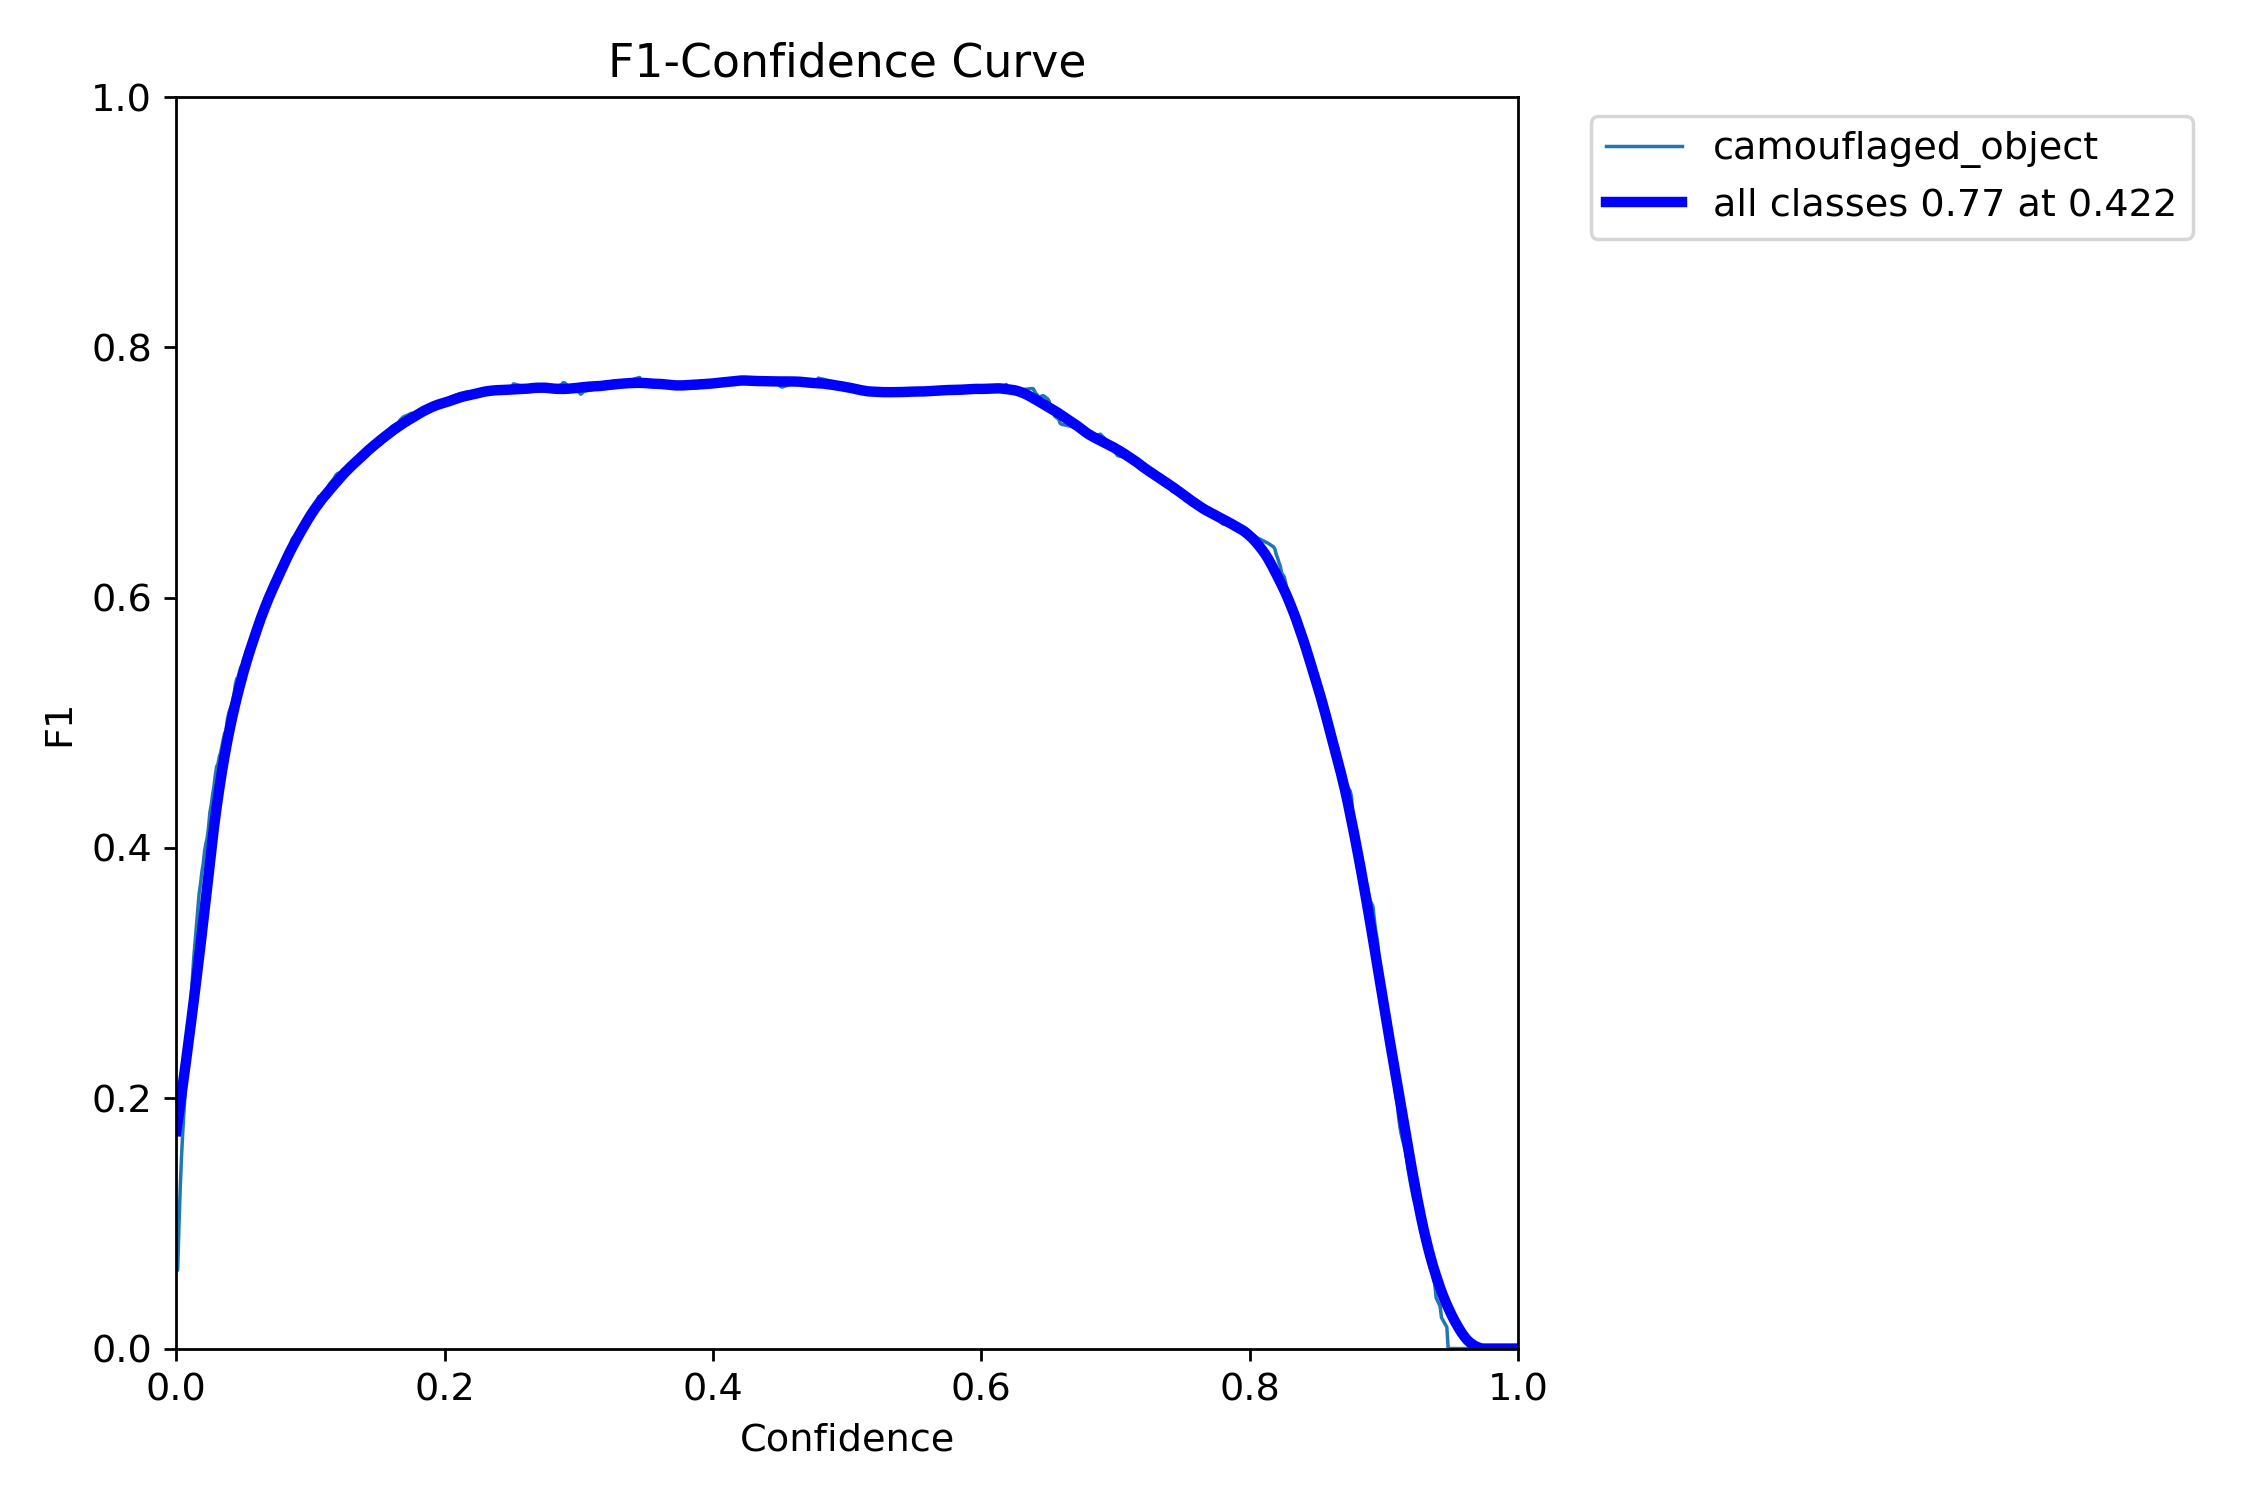 F1-Confidence Curve
camouflaged_object
all classes 0.77 at 0.422
1.0
0.8
0.6
0.4
0.2
0.0
F1
0.0 0.2 0.4 0.6 0.8 1.0
Confidence